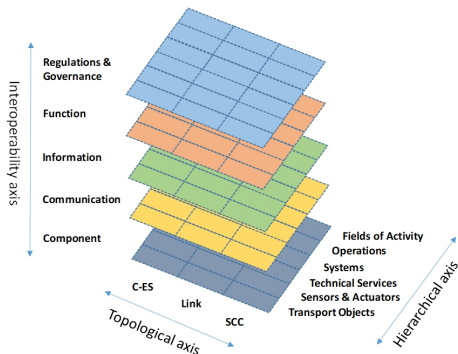 Interoperability axis
Regulations &
Governance
Function
Information
Communication
Component
C-ES
Link
SCC
Topological axis
Fields of Activity
Operations
Systems
Technical Services
Sensors & Actuators
Transport Objects
Hierarchical axis